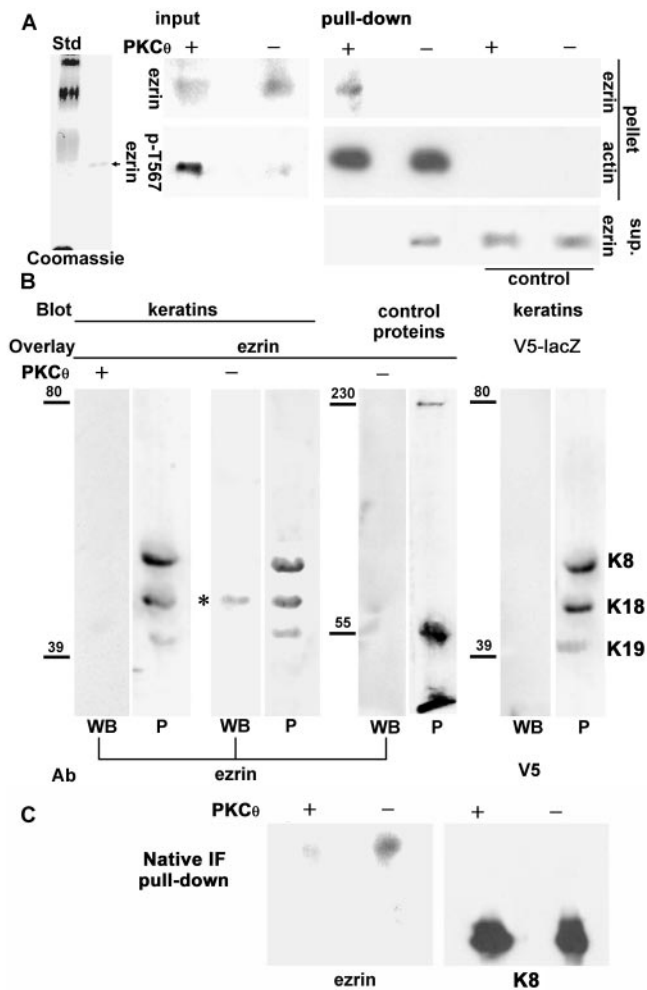 A
input
pull-down
Std
PKCθ + − + − + −
ezrin
ezrin
p-T567
ezrin
actin
pellet
ezrin
sup.
Coomassie
control
B
Blot keratins control proteins keratins
Overlay ezrin V5-lacZ
PKCθ + − −
80 230 80
K8
* K18
55
39 39 K19
WB P WB P WB P WB P
Ab ezrin V5
C
PKCθ + − + −
Native IF
pull-down
ezrin K8